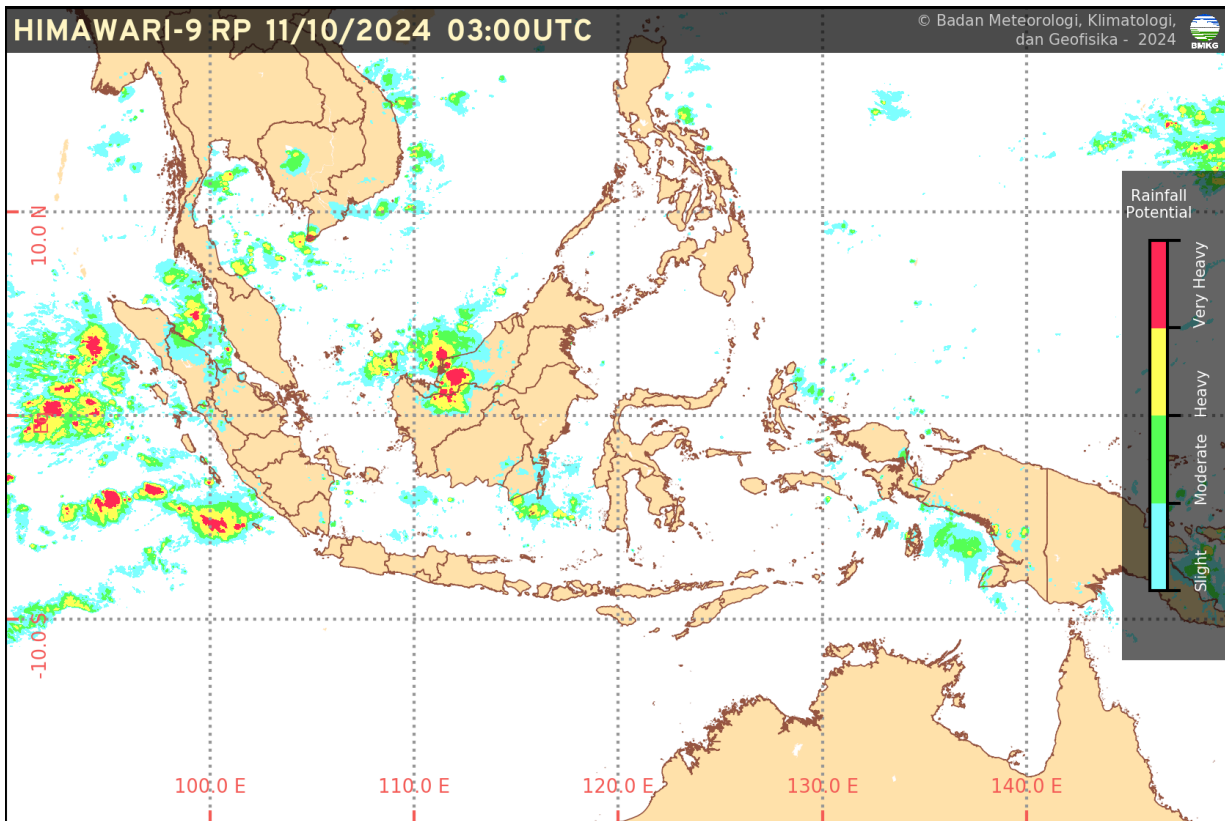 HIMAWARI-9 RP 11/10/2024 03:00UTC
© Badan Meteorologi, Klimatologi,
dan Geofisika - 2024
BMKG
Rainfall
Potential
Very Heavy
Heavy
Moderate
Slight
10.0 N
-10.0 S
100.0 E
110.0 E
120.0 E
130.0 E
140.0 E